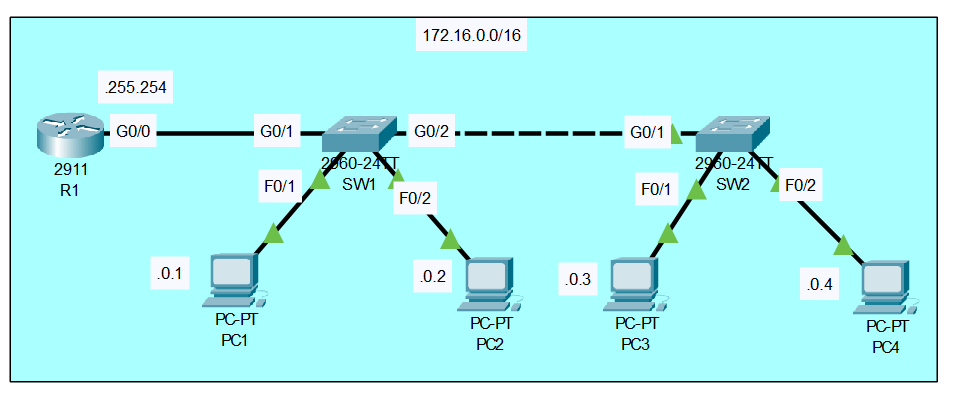 172.16.0.0/16
.255.254
G0/0
G0/1
G0/2
G0/1
2911
R1
2960-24TT
SW1
2960-24TT
SW2
F0/1
F0/2
F0/1
F0/2
.0.1
.0.2
.0.3
.0.4
PC-PT
PC1
PC-PT
PC2
PC-PT
PC3
PC-PT
PC4